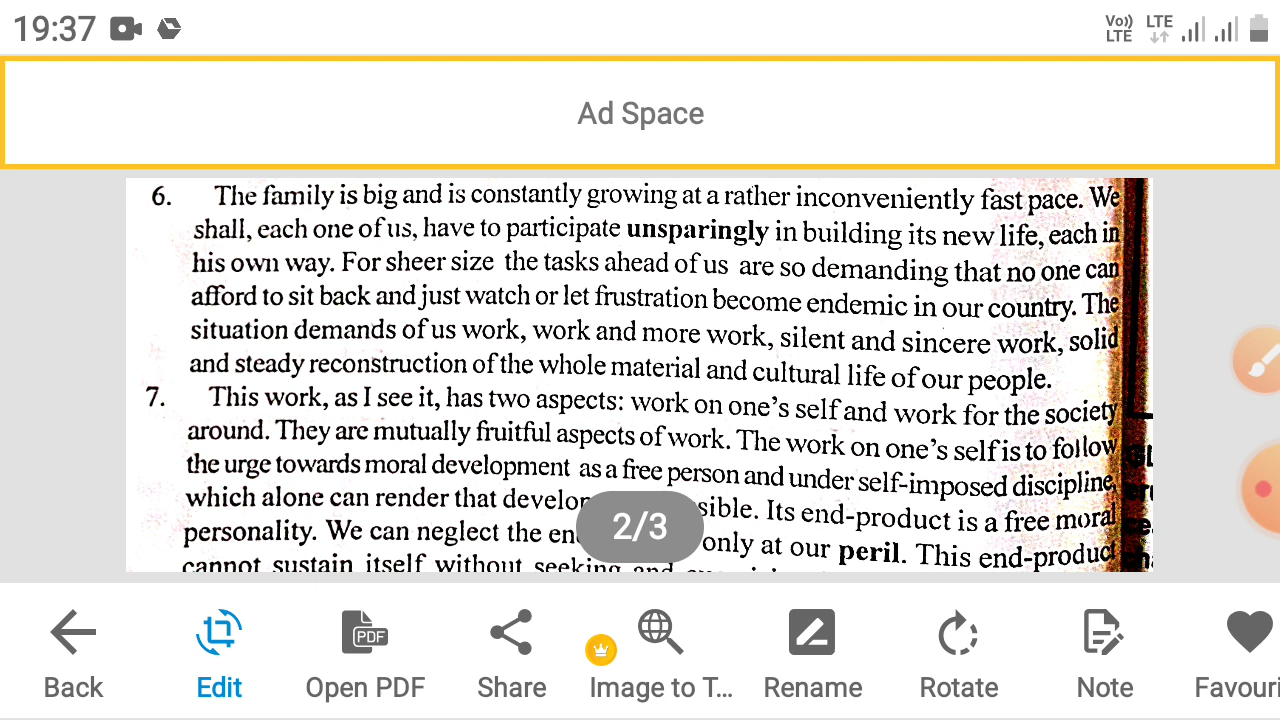 19:37
Vo)) LTE LTE
Ad Space
6. The family is big and is constantly growing at a rather inconveniently fast pace. We
shall, each one of us, have to participate unsparingly in building its new life, each in
his own way. For sheer size the tasks ahead of us are so demanding that no one can
afford to sit back and just watch or let frustration become endemic in our country. The
situation demands of us work, work and more work, silent and sincere work, solid
and steady reconstruction of the whole material and cultural life of our people.
7. This work, as I see it, has two aspects: work on one's self and work for the society
around. They are mutually fruitful aspects of work. The work on one's self is to follow
the urge towards moral development as a free person and under self-imposed discipline,
which alone can render that develop sible. Its end-product is a free moral
personality. We can neglect the en only at our peril. This end-product
cannot sustain itself without seeking and
2/3
Back
Edit
PDF
Open PDF
Share
Image to T...
Rename
Rotate
Note
Favouri